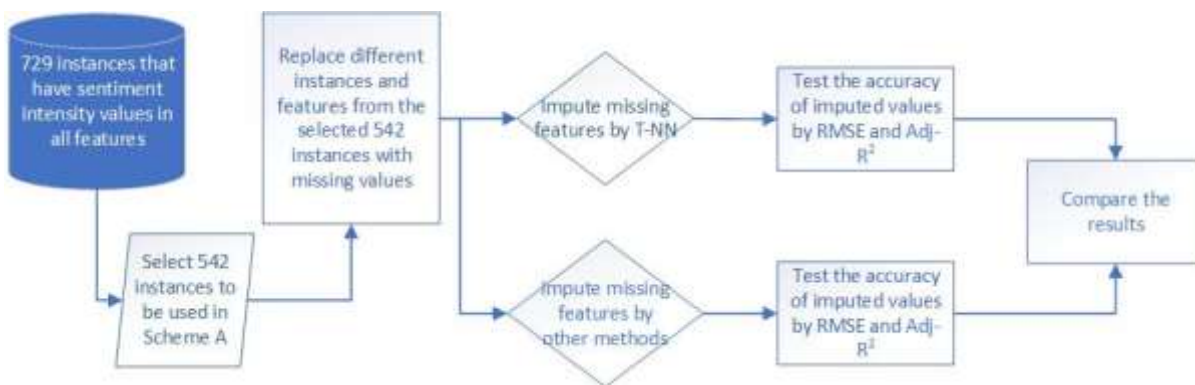 729 instances that
have sentiment
intensity values in
all features
Select 542
instances to
be used in
Scheme A
Replace different
instances and
features from the
selected 542
instances with
missing values
Impute missing
features by T-NN
Test the accuracy
of imputed values
by RMSE and Adj-
R²
Impute missing
features by
other methods
Test the accuracy
of imputed values
by RMSE and Adj-
R²
Compare the
results